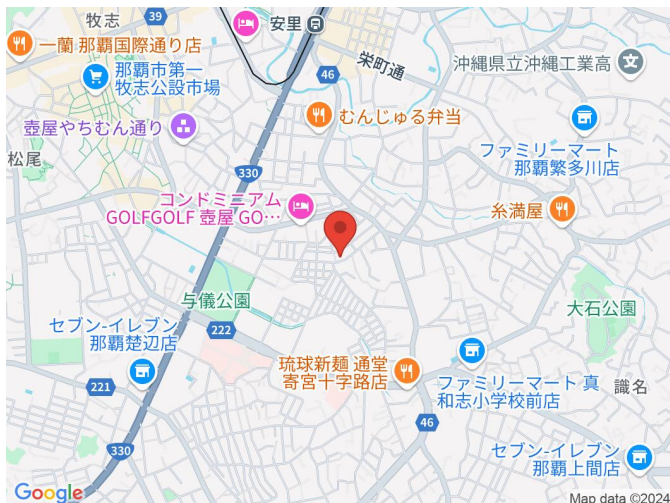 牧志
39
安里
一蘭 那覇国際通り店
那覇市第一
牧志公設市場
栄町通
46
沖縄県立沖縄工業高
むんじゅる弁当
壺屋やちむん通り
松尾
ファミリーマート
那覇繁多川店
330
コンドミニアム
GOLFGOLF 壺屋 GO…
糸満屋
与儀公園
大石公園
セブン-イレブン
那覇楚辺店
222
琉球新麺 通堂
寄宮十字路店
221
ファミリーマート 真
和志小学校前店
識名
46
330
セブン-イレブン
那覇上間店
Google
Map data ©2024